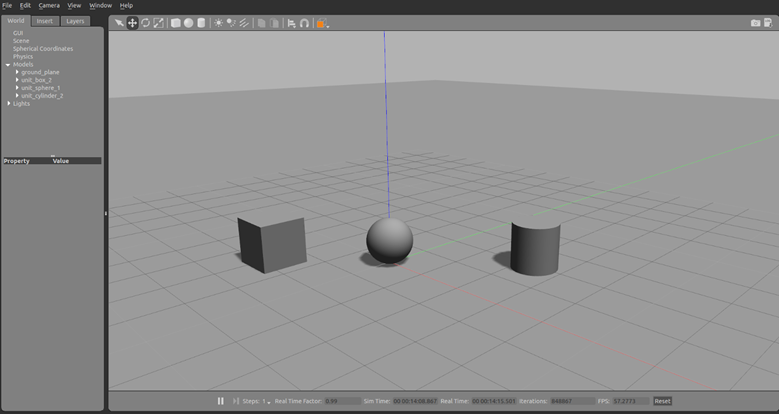 File Edit Camera View Window Help
World Insert Layers
GUI
Scene
Spherical Coordinates
Physics
Models
ground_plane
unit_box_2
unit_sphere_1
unit_cylinder_2
Lights
Property Value
Steps: 1 Real Time Factor: 0.99 Sim Time: 00 00:14:08.867 Real Time: 00 00:14:15.501 Iterations: 848867 FPS: 57.2773 Reset